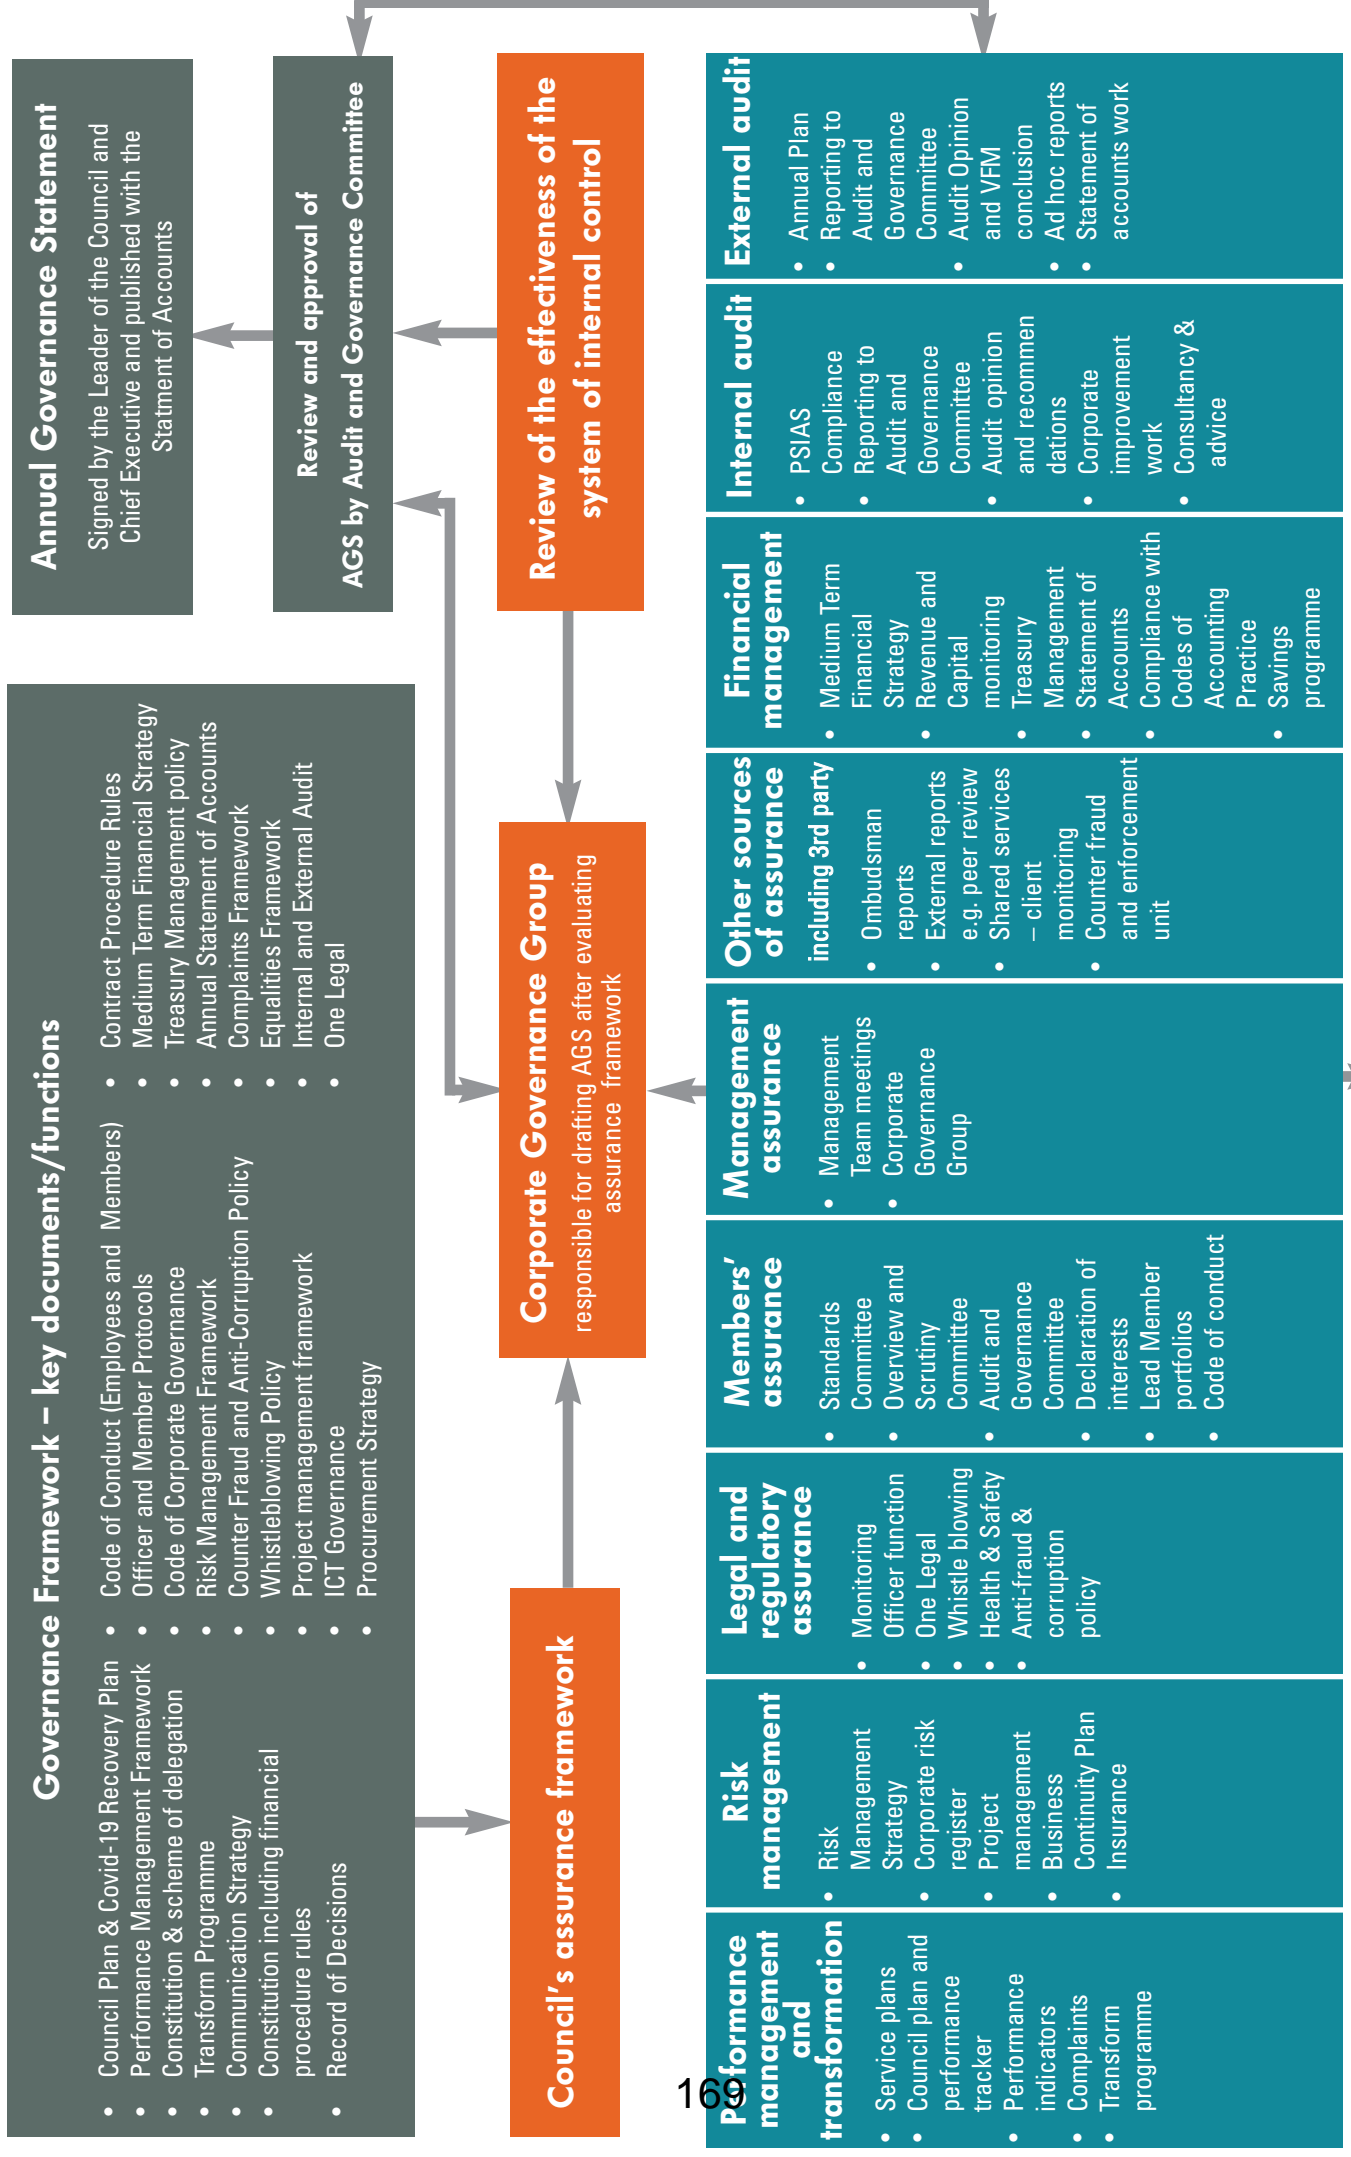 Governance Framework – key documents/functions
• Council Plan & Covid-19 Recovery Plan
• Performance Management Framework
• Constitution & scheme of delegation
• Transform Programme
• Communication Strategy
• Constitution including financial
procedure rules
• Record of Decisions
• Code of Conduct (Employees and Members)
• Officer and Member Protocols
• Code of Corporate Governance
• Risk Management Framework
• Counter Fraud and Anti-Corruption Policy
• Whistleblowing Policy
• Project management framework
• ICT Governance
• Procurement Strategy
• Contract Procedure Rules
• Medium Term Financial Strategy
• Treasury Management policy
• Annual Statement of Accounts
• Complaints Framework
• Equalities Framework
• Internal and External Audit
• One Legal
Annual Governance Statement
Signed by the Leader of the Council and
Chief Executive and published with the
Statment of Accounts
Review and approval of
AGS by Audit and Governance Committee
Council's assurance framework
Corporate Governance Group
responsible for drafting AGS after evaluating
assurance framework
Review of the effectiveness of the
system of internal control
Performance
management
and
transformation
• Service plans
• Council plan and
performance
tracker
• Performance
indicators
• Complaints
• Transform
programme
Risk
management
• Risk
Management
Strategy
• Corporate risk
register
• Project
management
• Business
Continuity Plan
• Insurance
Legal and
regulatory
assurance
• Monitoring
Officer function
• One Legal
• Whistle blowing
• Health & Safety
• Anti-fraud &
corruption
policy
Members'
assurance
• Standards
Committee
• Overview and
Scrutiny
Committee
• Audit and
Governance
Committee
• Declaration of
interests
• Lead Member
portfolios
• Code of conduct
Management
assurance
• Management
Team meetings
• Corporate
Governance
Group
Other sources
of assurance
including 3rd party
• Ombudsman
reports
• External reports
e.g. peer review
• Shared services
– client
monitoring
• Counter fraud
and enforcement
unit
Financial
management
• Medium Term
Financial
Strategy
• Revenue and
Capital
monitoring
• Treasury
Management
• Statement of
Accounts
• Compliance with
Codes of
Accounting
Practice
• Savings
programme
Internal audit
• PSIAS
Compliance
• Reporting to
Audit and
Governance
Committee
• Audit opinion
and recommen
dations
• Corporate
improvement
work
• Consultancy &
advice
External audit
• Annual Plan
• Reporting to
Audit and
Governance
Committee
• Audit Opinion
and VFM
conclusion
• Ad hoc reports
• Statement of
accounts work
169